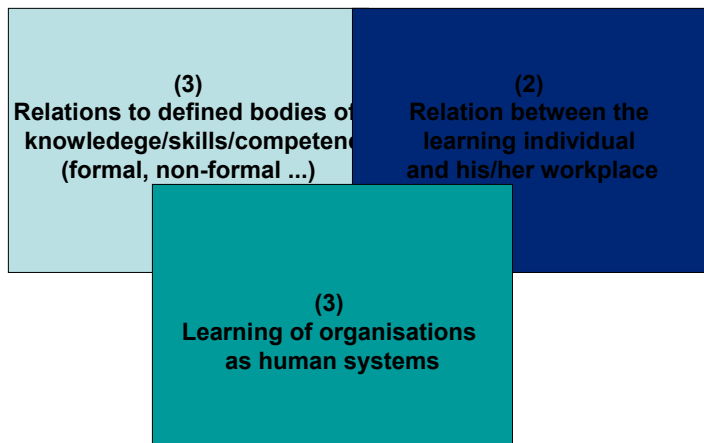 (3)
Relations to defined bodies of
knowledege/skills/competenc
(formal, non-formal ...)
(2)
Relation between the
learning individual
and his/her workplace
(3)
Learning of organisations
as human systems